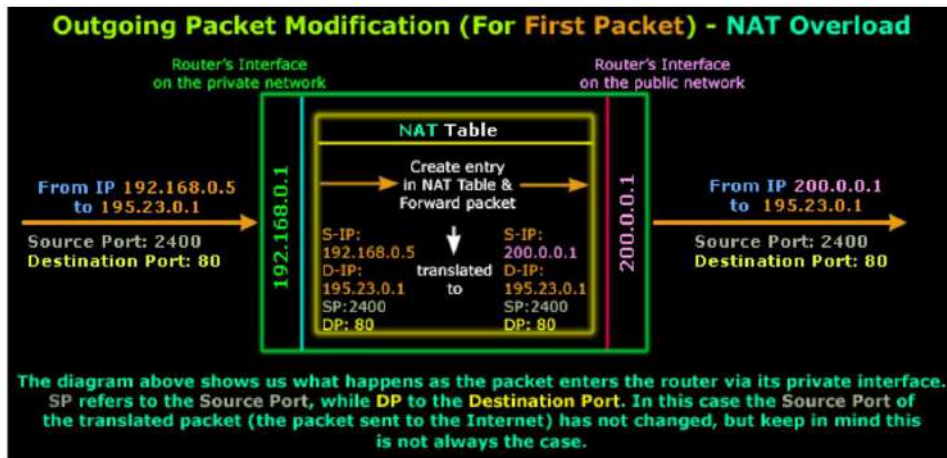 Outgoing Packet Modification (For First Packet) - NAT Overload
Router's Interface
on the private network
Router's Interface
on the public network
NAT Table
From IP 192.168.0.5
to 195.23.0.1
Source Port: 2400
Destination Port: 80
192.168.0.1
Create entry
in NAT Table &
Forward packet
S-IP:
192.168.0.5
D-IP:
195.23.0.1
SP:2400
DP: 80
translated
to
S-IP:
200.0.0.1
D-IP:
195.23.0.1
SP:2400
DP: 80
200.0.0.1
From IP 200.0.0.1
to 195.23.0.1
Source Port: 2400
Destination Port: 80
The diagram above shows us what happens as the packet enters the router via its private interface.
SP refers to the Source Port, while DP to the Destination Port. In this case the Source Port of
the translated packet (the packet sent to the Internet) has not changed, but keep in mind this
is not always the case.